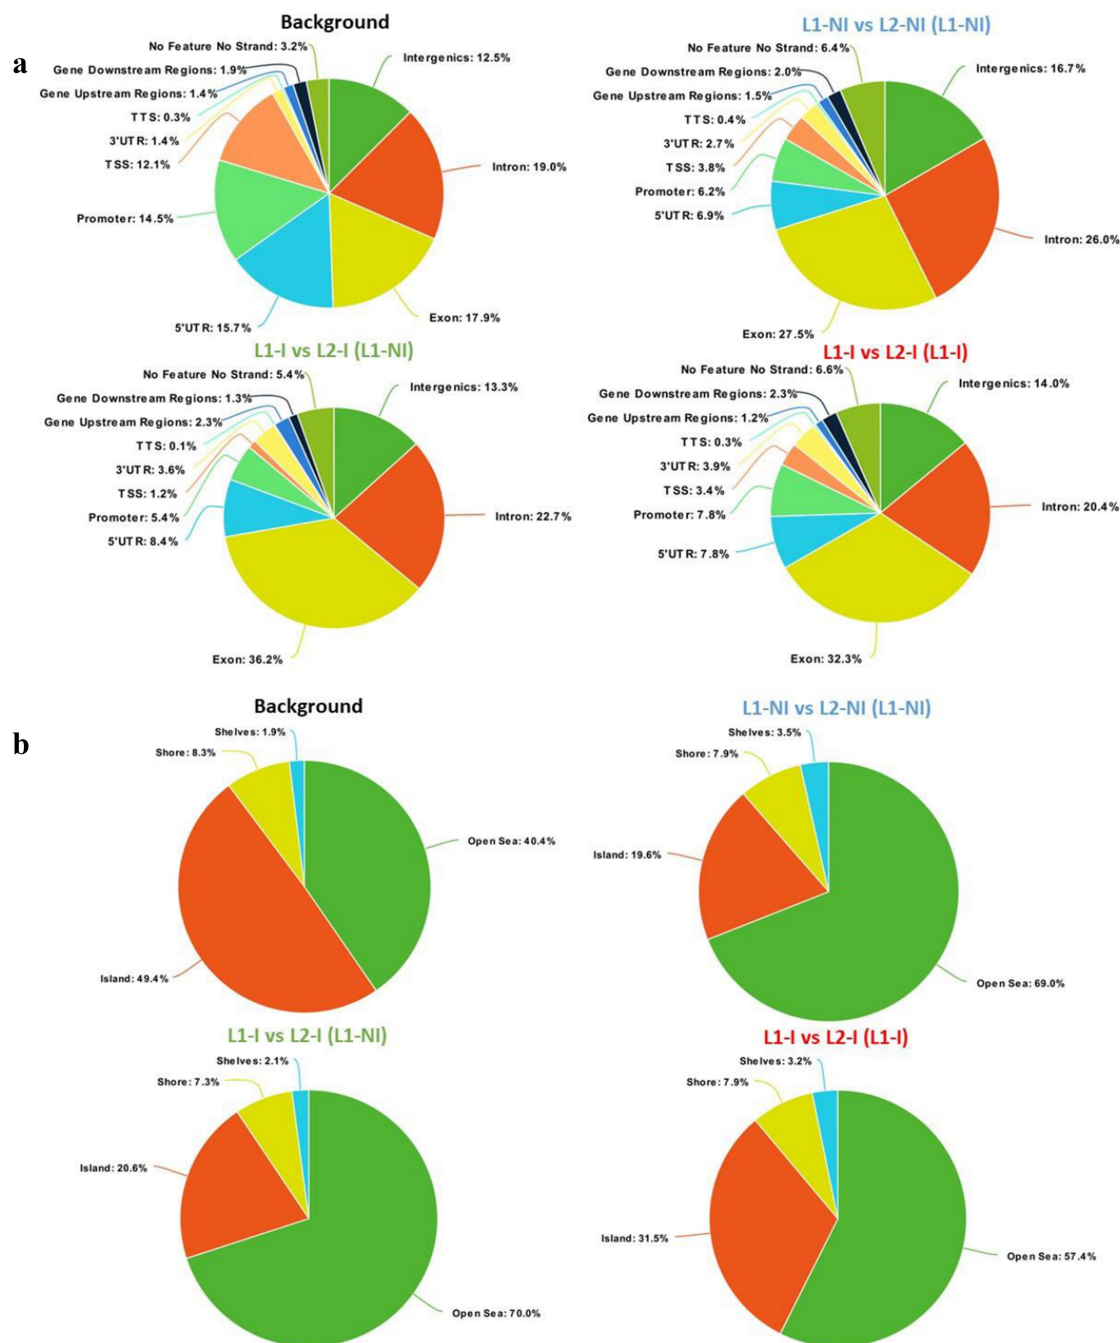 a
Background
No Feature No Strand: 3.2%
Gene Downstream Regions: 1.9%
Gene Upstream Regions: 1.4%
TTS: 0.3%
3'UTR: 1.4%
TSS: 12.1%
Promoter: 14.5%
5'UTR: 15.7%
Intergenics: 12.5%
Intron: 19.0%
Exon: 17.9%
L1-NI vs L2-NI (L1-NI)
No Feature No Strand: 6.4%
Gene Downstream Regions: 2.0%
Gene Upstream Regions: 1.5%
TTS: 0.4%
3'UTR: 2.7%
TSS: 3.8%
Promoter: 6.2%
5'UTR: 6.9%
Intergenics: 16.7%
Intron: 26.0%
Exon: 27.5%
L1-I vs L2-I (L1-NI)
No Feature No Strand: 5.4%
Gene Downstream Regions: 1.3%
Gene Upstream Regions: 2.3%
TTS: 0.1%
3'UTR: 3.6%
TSS: 1.2%
Promoter: 5.4%
5'UTR: 8.4%
Intergenics: 13.3%
Intron: 22.7%
Exon: 36.2%
L1-I vs L2-I (L1-I)
No Feature No Strand: 6.6%
Gene Downstream Regions: 2.3%
Gene Upstream Regions: 1.2%
TTS: 0.3%
3'UTR: 3.9%
TSS: 3.4%
Promoter: 7.8%
5'UTR: 7.8%
Intergenics: 14.0%
Intron: 20.4%
Exon: 32.3%
b
Background
Shelves: 1.9%
Shore: 8.3%
Open Sea: 40.4%
Island: 49.4%
L1-NI vs L2-NI (L1-NI)
Shelves: 3.5%
Shore: 7.9%
Island: 19.6%
Open Sea: 69.0%
L1-I vs L2-I (L1-NI)
Shelves: 2.1%
Shore: 7.3%
Island: 20.6%
Open Sea: 70.0%
L1-I vs L2-I (L1-I)
Shelves: 3.2%
Shore: 7.9%
Island: 31.5%
Open Sea: 57.4%